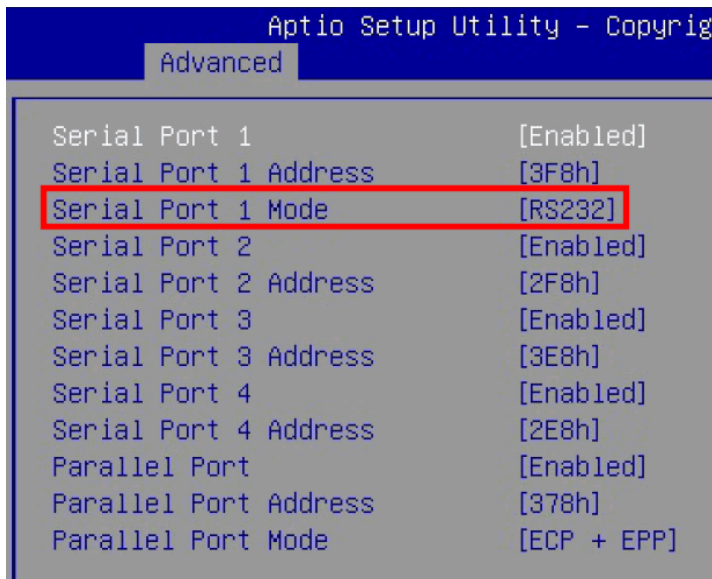 Aptio Setup Utility – Copyrig
Advanced
Serial Port 1 [Enabled]
Serial Port 1 Address [3F8h]
Serial Port 1 Mode [RS232]
Serial Port 2 [Enabled]
Serial Port 2 Address [2F8h]
Serial Port 3 [Enabled]
Serial Port 3 Address [3E8h]
Serial Port 4 [Enabled]
Serial Port 4 Address [2E8h]
Parallel Port [Enabled]
Parallel Port Address [378h]
Parallel Port Mode [ECP + EPP]